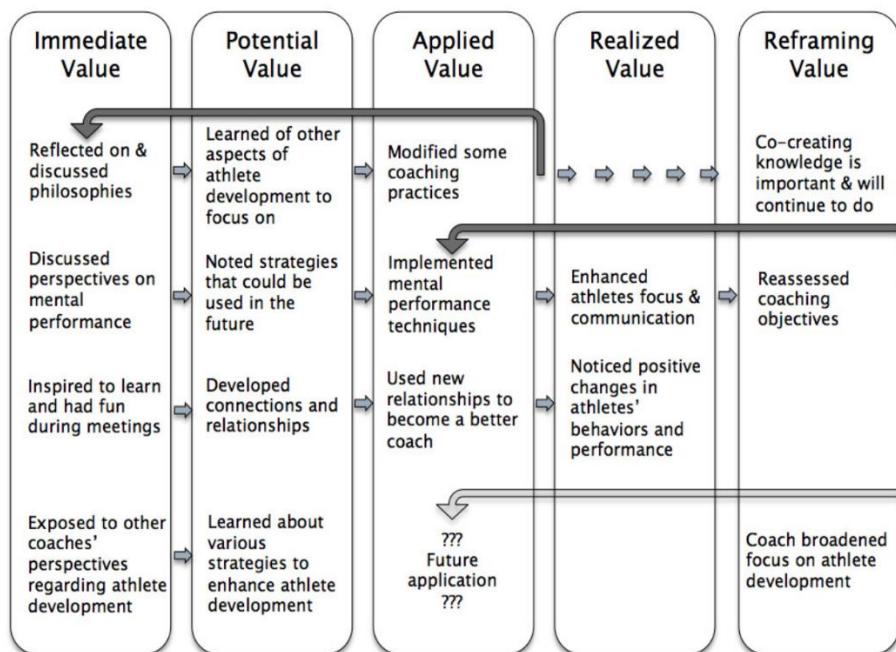 Immediate
Value
Potential
Value
Applied
Value
Realized
Value
Reframing
Value
Reflected on &
discussed
philosophies
Learned of other
aspects of
athlete
development to
focus on
Modified some
coaching
practices
Co-creating
knowledge is
important & will
continue to do
Discussed
perspectives on
mental
performance
Noted strategies
that could be
used in the
future
Implemented
mental
performance
techniques
Enhanced
athletes focus &
communication
Reassessed
coaching
objectives
Inspired to learn
and had fun
during meetings
Developed
connections and
relationships
Used new
relationships to
become a better
coach
Noticed positive
changes in
athletes'
behaviors and
performance
Exposed to other
coaches'
perspectives
regarding athlete
development
Learned about
various
strategies to
enhance athlete
development
???
Future
application
???
Coach broadened
focus on athlete
development